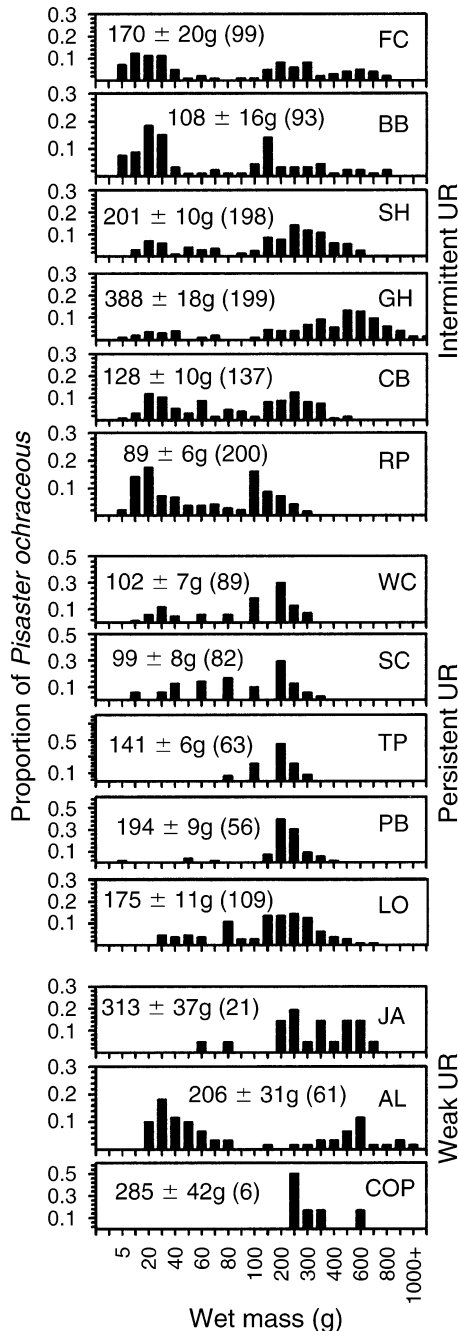 Proportion of Pisaster ochraceous
0.3
0.2
0.1
170 ± 20g (99)
FC
0.3
0.2
0.1
108 ± 16g (93)
BB
0.3
0.2
0.1
201 ± 10g (198)
SH
0.3
0.2
0.1
388 ± 18g (199)
GH
0.3
0.2
0.1
128 ± 10g (137)
CB
0.3
0.2
0.1
89 ± 6g (200)
RP
Intermittent UR
0.5
0.3
0.1
102 ± 7g (89)
WC
0.5
0.3
0.1
99 ± 8g (82)
SC
0.5
0.1
141 ± 6g (63)
TP
0.5
0.3
0.1
194 ± 9g (56)
PB
0.3
0.2
0.1
175 ± 11g (109)
LO
Persistent UR
0.3
0.2
0.1
313 ± 37g (21)
JA
0.3
0.2
0.1
206 ± 31g (61)
AL
0.5
0.3
0.1
285 ± 42g (6)
COP
Weak UR
5
20
40
60
80
100
200
300
400
600
800
1000+
Wet mass (g)